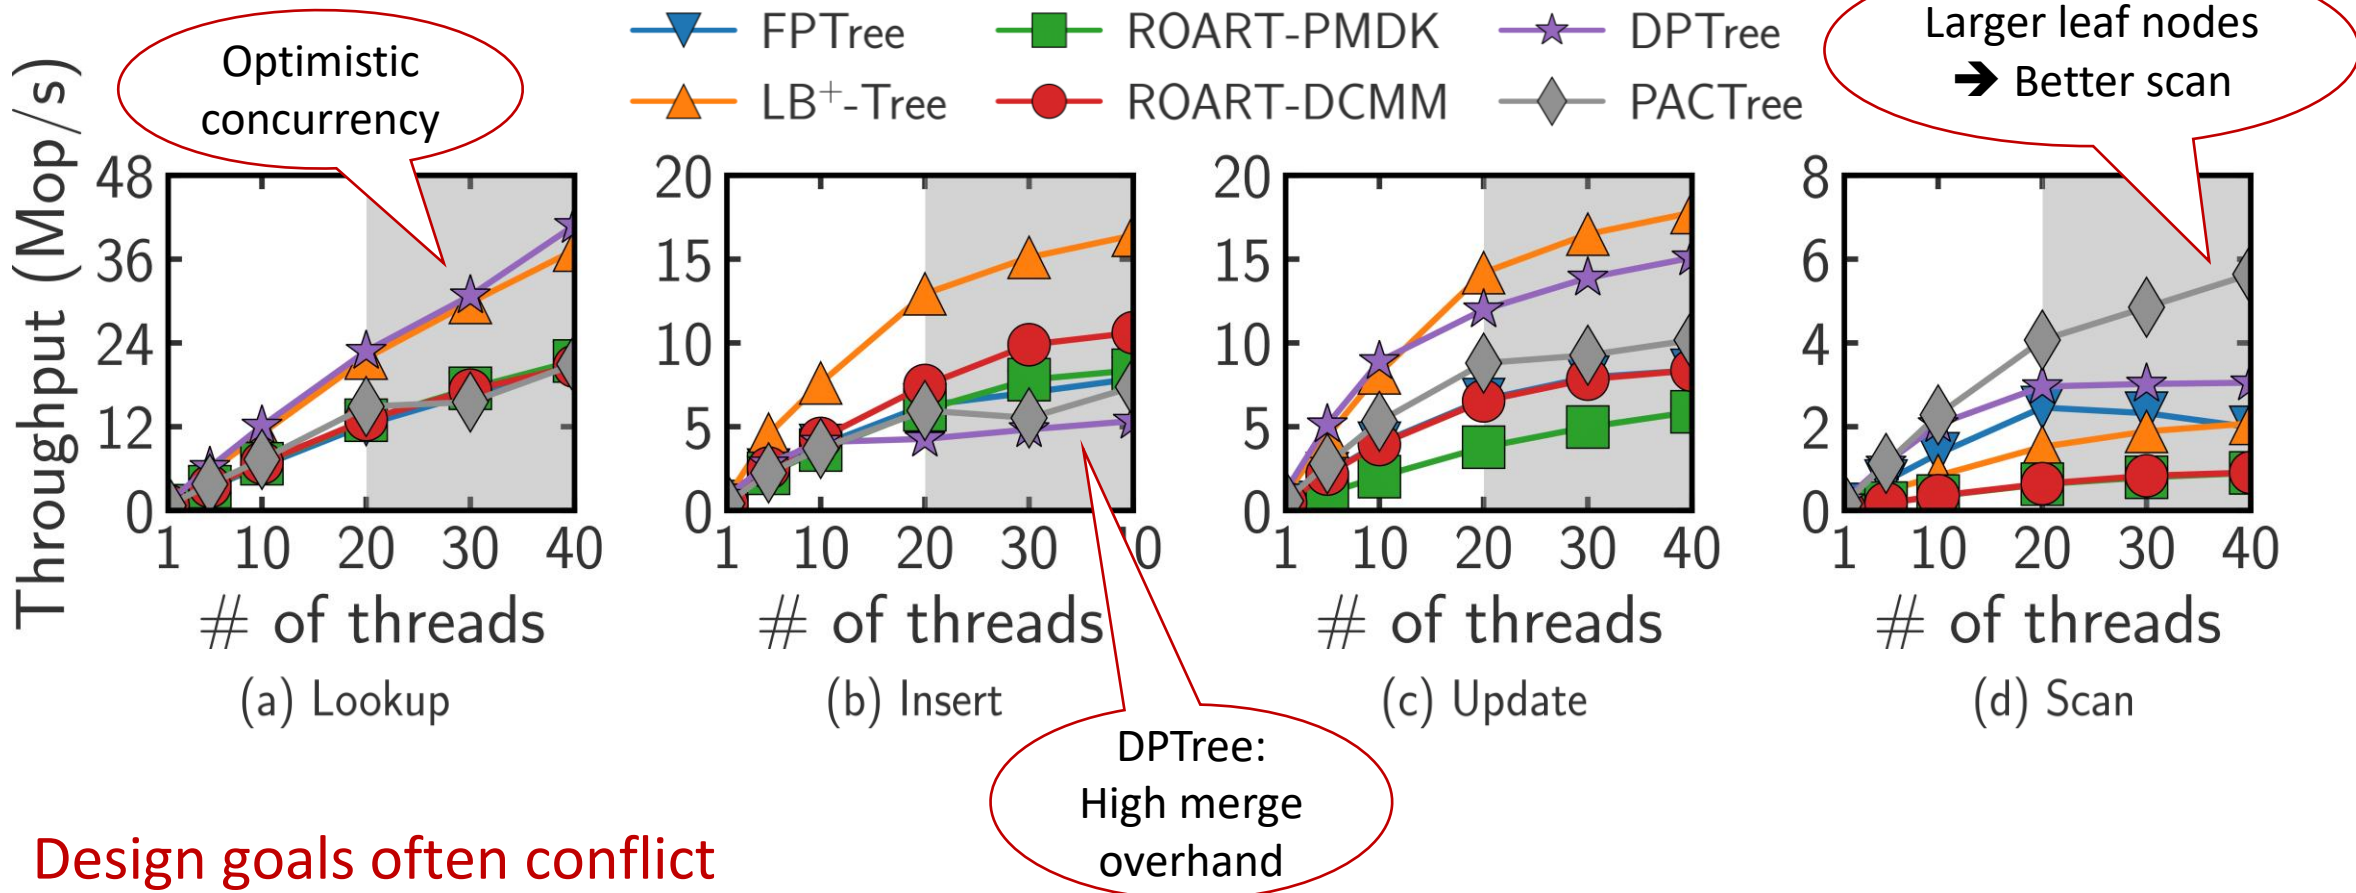 Optimistic
concurrency
FPTree
ROART-PMDK
DPTree
LB+-Tree
ROART-DCMM
PACTree
Larger leaf nodes
➔ Better scan
Throughput (Mop/s)
48
36
24
12
0
1 10 20 30 40
# of threads
(a) Lookup
20
15
10
5
0
1 10 20 30 0
# of threads
(b) Insert
20
15
10
5
0
1 10 20 30 40
# of threads
(c) Update
8
6
4
2
0
1 10 20 30 40
# of threads
(d) Scan
DPTree:
High merge
overhand
Design goals often conflict